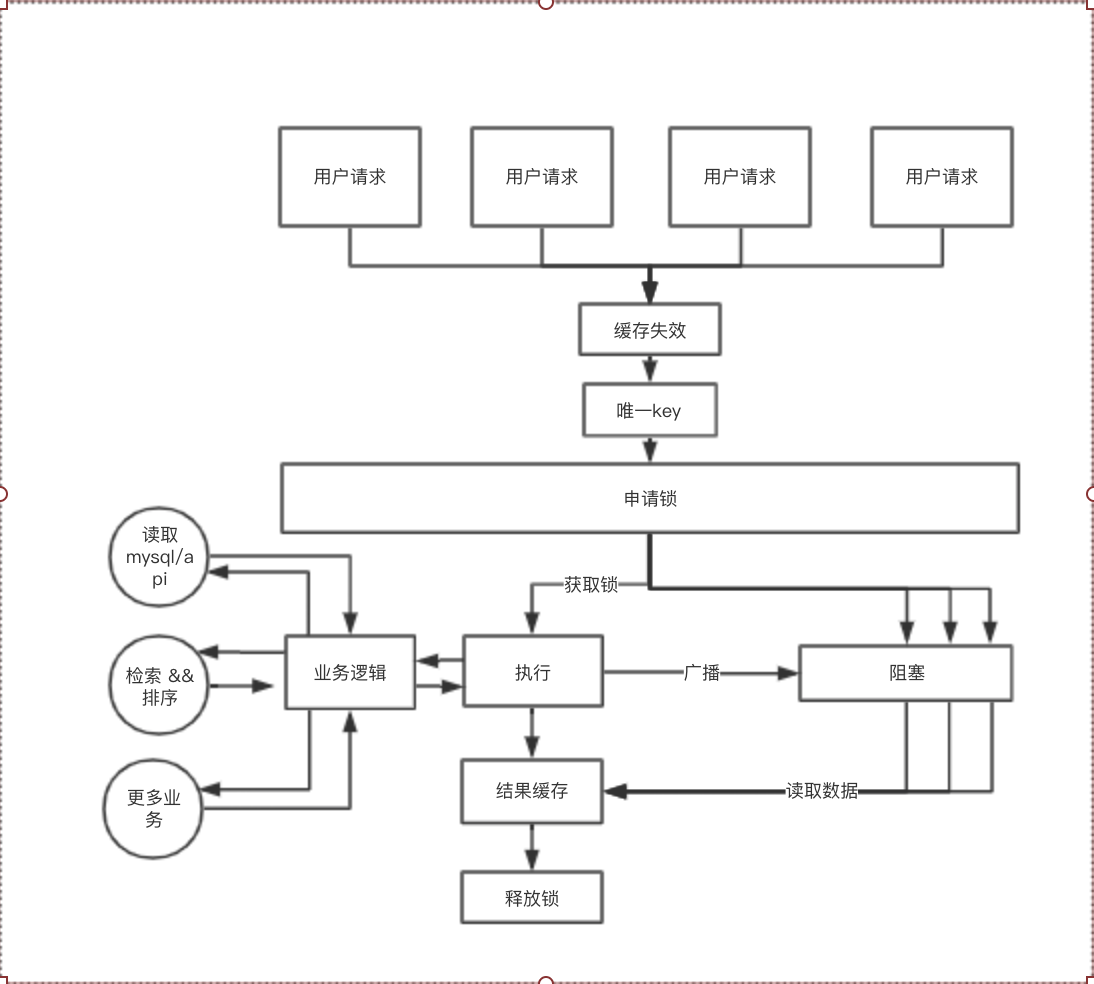 用户请求
用户请求
用户请求
用户请求
缓存失效
唯一key
申请锁
读取
mysql/a
pi
获取锁
检索 &&
排序
业务逻辑
执行
广播
阻塞
更多业
务
结果缓存
读取数据
释放锁